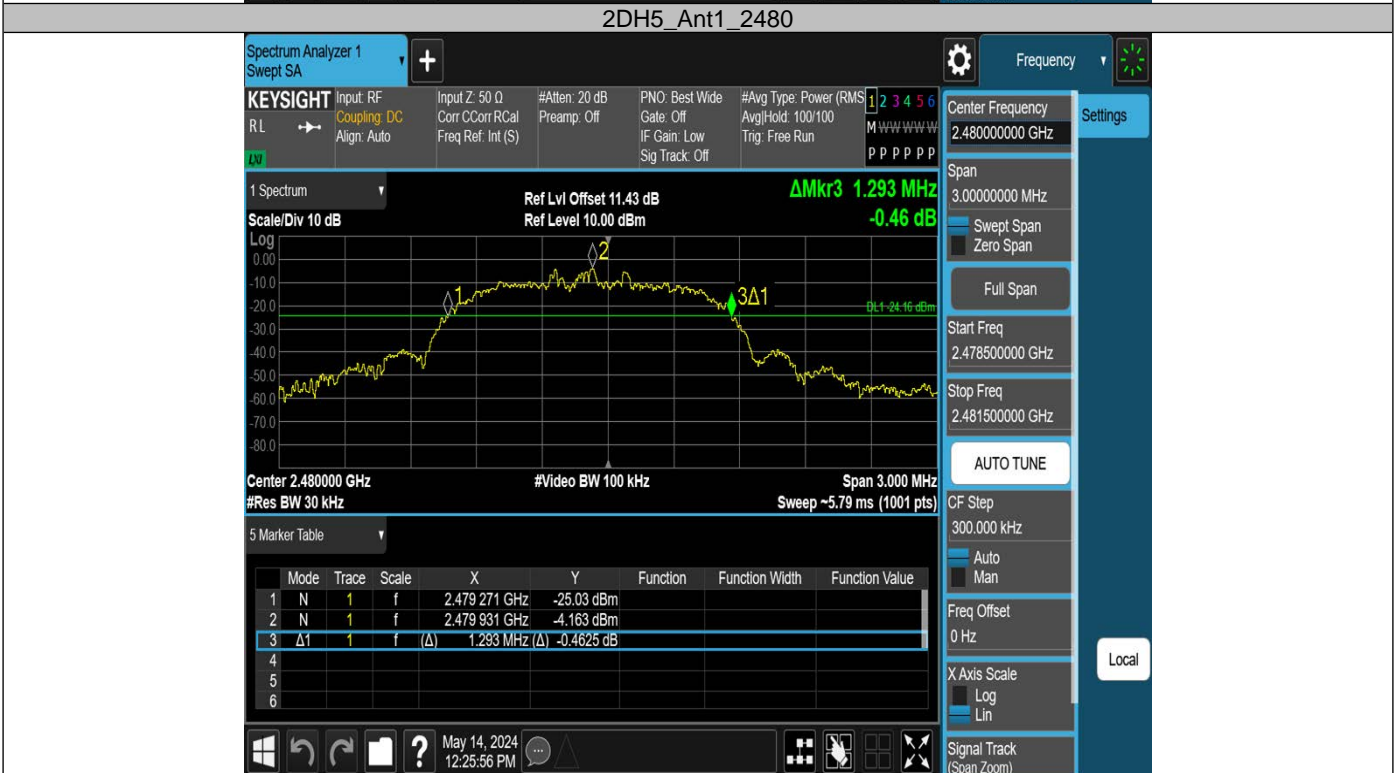 2DH5_Ant1_2480
Spectrum Analyzer 1
Swept SA
+
Frequency
KEYSIGHT
R L
LXI
Input: RF
Coupling: DC
Align: Auto
Input Z: 50 Ω
Corr CCorr RCal
Freq Ref: Int (S)
#Atten: 20 dB
Preamp: Off
PNO: Best Wide
Gate: Off
IF Gain: Low
Sig Track: Off
#Avg Type: Power (RMS
Avg|Hold: 100/100
Trig: Free Run
1 2 3 4 5 6
M W W W W W
P P P P P P
1 Spectrum
Scale/Div 10 dB
Ref Lvl Offset 11.43 dB
Ref Level 10.00 dBm
ΔMkr3 1.293 MHz
-0.46 dB
Log
0.00
-10.0
-20.0
-30.0
-40.0
-50.0
-60.0
-70.0
-80.0
1
2
3Δ1
DL1 -24.16 dBm
Center 2.480000 GHz
#Res BW 30 kHz
#Video BW 100 kHz
Span 3.000 MHz
Sweep ~5.79 ms (1001 pts)
5 Marker Table
Mode Trace Scale X Y Function Function Width Function Value
1 N 1 f 2.479 271 GHz -25.03 dBm
2 N 1 f 2.479 931 GHz -4.163 dBm
3 Δ1 1 f (Δ) 1.293 MHz (Δ) -0.4625 dB
4
5
6
?
May 14, 2024
12:25:56 PM
Center Frequency
2.480000000 GHz
Settings
Span
3.00000000 MHz
Swept Span
Zero Span
Full Span
Start Freq
2.478500000 GHz
Stop Freq
2.481500000 GHz
AUTO TUNE
CF Step
300.000 kHz
Auto
Man
Freq Offset
0 Hz
Local
X Axis Scale
Log
Lin
Signal Track
(Span Zoom)